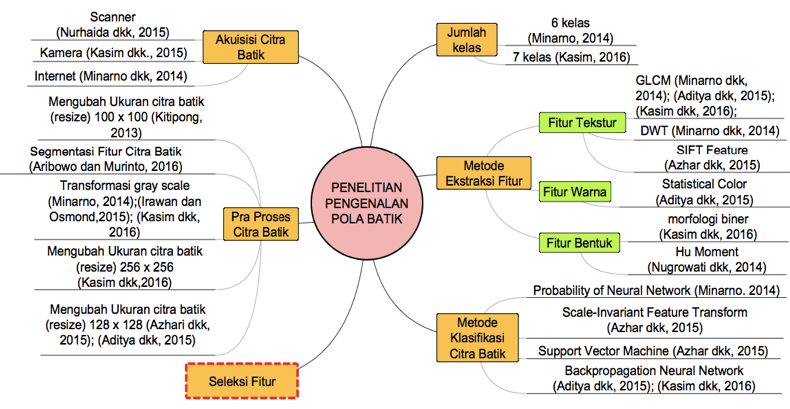 Scanner
(Nurhaida dkk, 2015)
Kamera (Kasim dkk., 2015)
Internet (Minarno dkk, 2014)
Akuisisi Citra
Batik
Mengubah Ukuran citra batik
(resize) 100 x 100 (Kitipong,
2013)
Segmentasi Fitur Citra Batik
(Aribowo dan Murinto, 2016)
Transformasi gray scale
(Minarno, 2014);(Irawan dan
Osmond,2015); (Kasim dkk,
2016)
Mengubah Ukuran citra batik
(resize) 256 x 256
(Kasim dkk,2016)
Mengubah Ukuran citra batik
(resize) 128 x 128 (Azhari dkk,
2015); (Aditya dkk, 2015)
Pra Proses
Citra Batik
Seleksi Fitur
PENELITIAN
PENGENALAN
POLA BATIK
Jumlah
kelas
6 kelas
(Minarno, 2014)
7 kelas (Kasim, 2016)
Metode
Ekstraksi Fitur
Fitur Tekstur
GLCM (Minarno dkk,
2014); (Aditya dkk, 2015);
(Kasim dkk, 2016);
DWT (Minarno dkk, 2014)
SIFT Feature
(Azhar dkk, 2015)
Fitur Warna
Statistical Color
(Aditya dkk, 2015)
Fitur Bentuk
morfologi biner
(Kasim dkk, 2016)
Hu Moment
(Nugrowati dkk, 2014)
Metode
Klasifikasi
Citra Batik
Probability of Neural Network (Minarno. 2014)
Scale-Invariant Feature Transform
(Azhar dkk, 2015)
Support Vector Machine (Azhar dkk, 2015)
Backpropagation Neural Network
(Aditya dkk, 2015); (Kasim dkk, 2016)